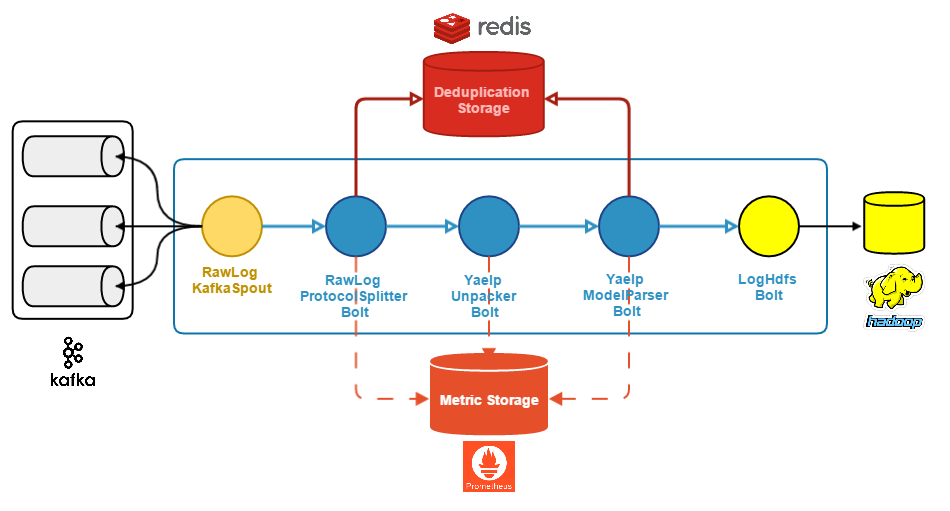 redis
Deduplication
Storage
RawLog
KafkaSpout
RawLog
ProtocolSplitter
Bolt
Yaelp
Unpacker
Bolt
Yaelp
ModelParser
Bolt
LogHdfs
Bolt
hadoop
kafka
Metric Storage
Prometheus